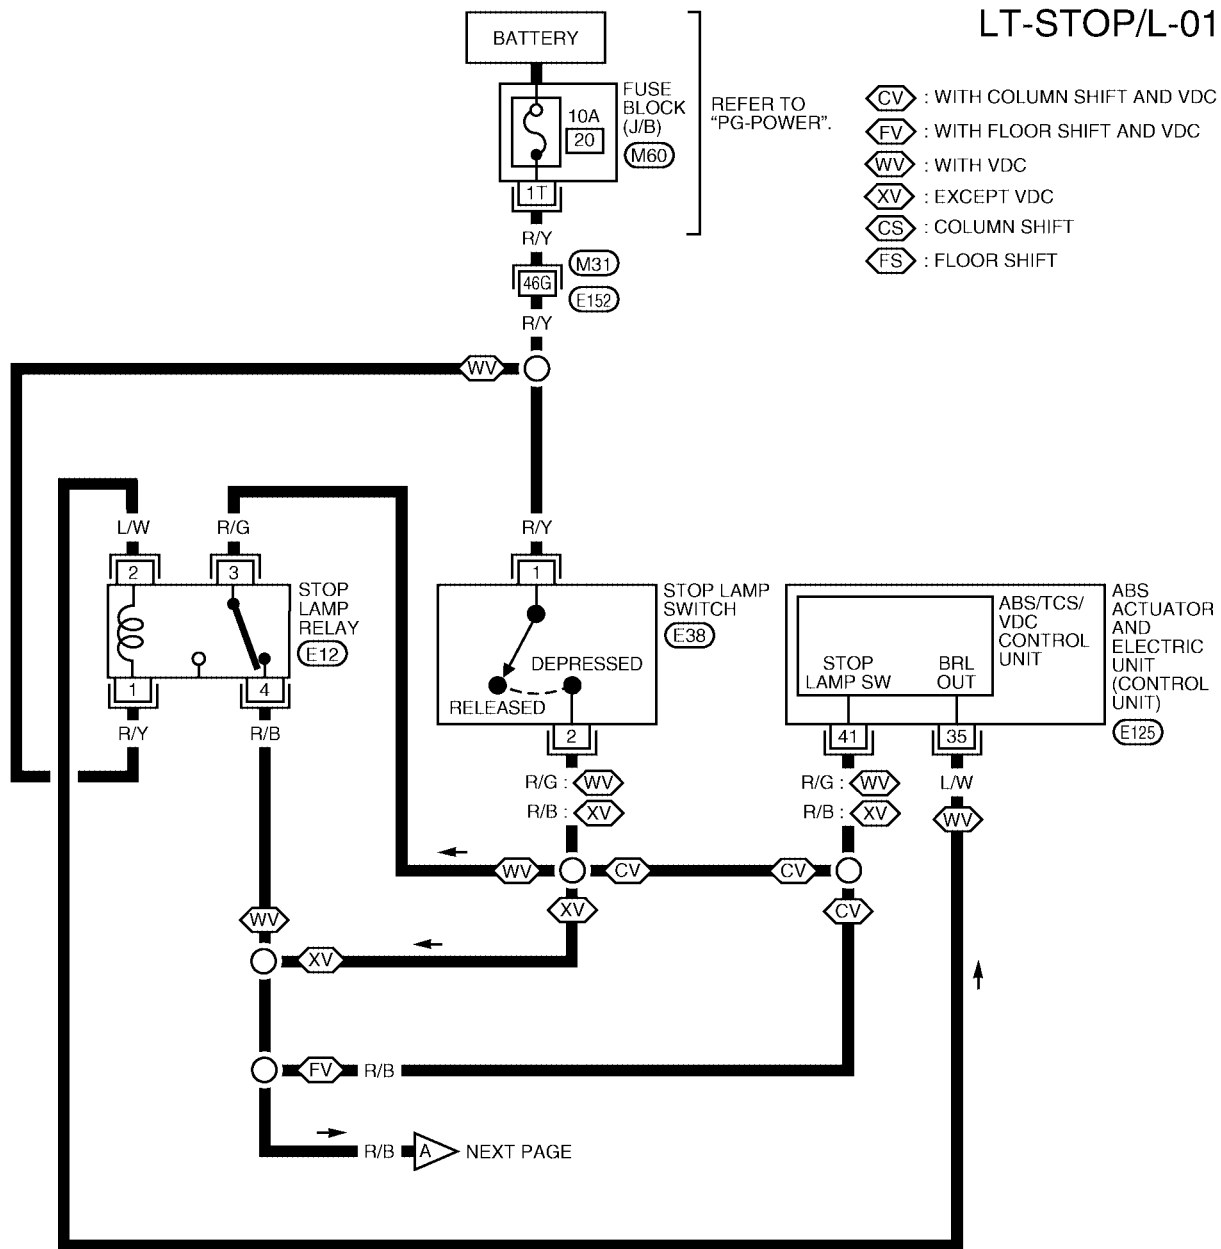 LT-STOP/L-01
BATTERY
FUSE
BLOCK
(J/B)
M60
10A
20
1T
REFER TO
"PG-POWER".
CV : WITH COLUMN SHIFT AND VDC
FV : WITH FLOOR SHIFT AND VDC
WV : WITH VDC
XV : EXCEPT VDC
CS : COLUMN SHIFT
FS : FLOOR SHIFT
R/Y
46G
M31
E152
R/Y
WV
L/W
R/G
R/Y
2
3
1
STOP
LAMP
RELAY
E12
1
4
R/Y
R/B
STOP LAMP
SWITCH
E38
DEPRESSED
RELEASED
2
ABS/TCS/
VDC
CONTROL
UNIT
STOP
LAMP SW
BRL
OUT
ABS
ACTUATOR
AND
ELECTRIC
UNIT
(CONTROL
UNIT)
E125
41
35
R/G : WV
R/B : XV
R/G : WV
R/B : XV
L/W
WV
WV
CV
CV
XV
CV
WV
XV
FV
R/B
R/B
A
NEXT PAGE